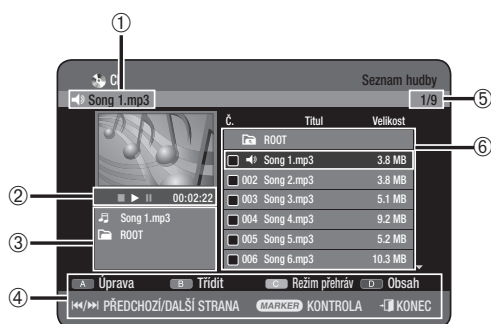 ①
C
Seznam hudby
Song 1.mp3
1/9
⑤
Č. Titul Velikost
ROOT
⑥
Song 1.mp3 3.8 MB
002 Song 2.mp3 3.8 MB
003 Song 3.mp3 5.1 MB
004 Song 4.mp3 9.2 MB
005 Song 5.mp3 5.2 MB
006 Song 6.mp3 10.3 MB
②
00:02:22
③
Song 1.mp3
ROOT
④
A Úprava B Třídit C Režim přehráv D Obsah
PŘEDCHOZÍ/DALŠÍ STRANA MARKER KONTROLA KONEC